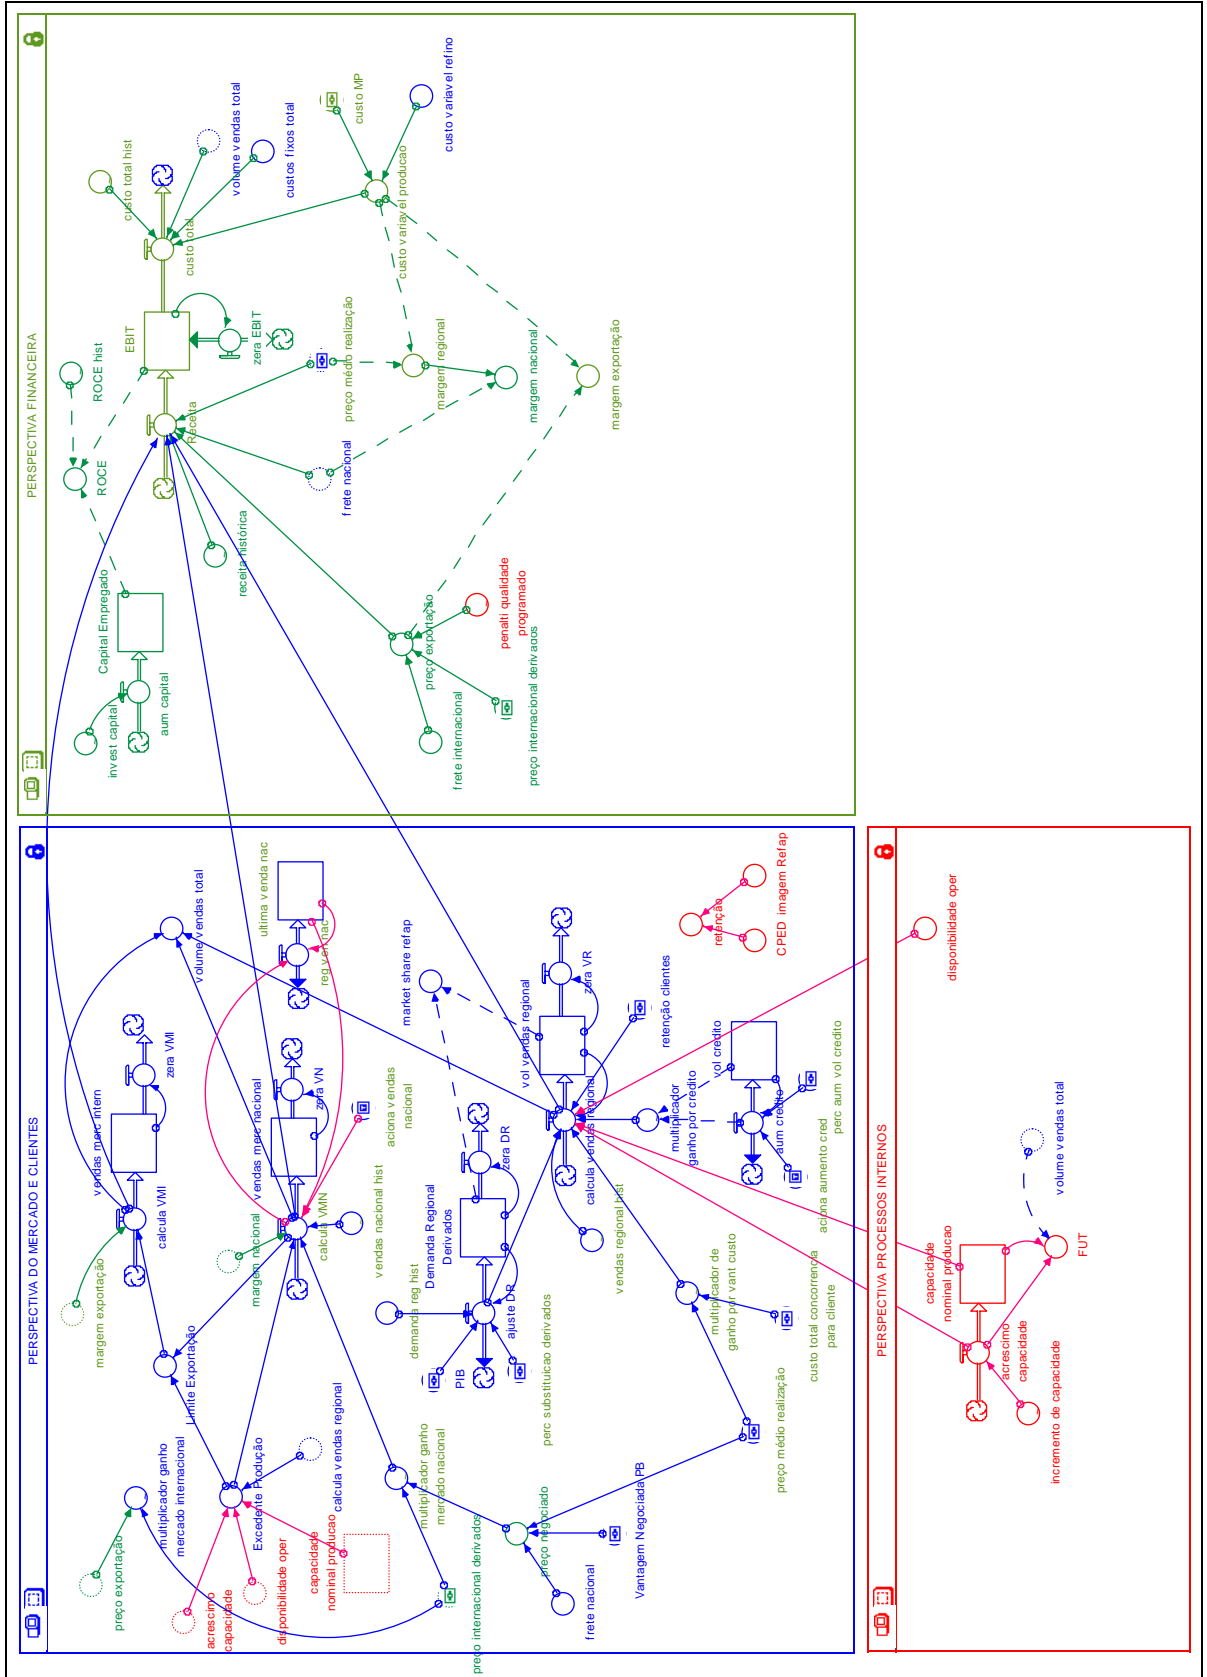 PERSPECTIVA DO MERCADO E CLIENTES
preço exportação
multiplicador ganho
mercado internacional
acrescimo
capacidade
disponibilidade oper
capacidade
nominal producao
Excedente Produção
calcula vendas regional
Limite Exportação
margem exportação
calcula VMI
vendas merc intern
zera VMI
volume vendas total
margem nacional
calcula VMN
vendas merc nacional
zera VN
ultima venda nac
reg ven nac
vendas nacional hist
aciona vendas
nacional
multiplicador ganho
mercado nacional
preço internacional derivados
preço negociado
frete nacional
Vantagem Negociada PB
preço médio realização
demanda reg hist
PIB
Demanda Regional
Derivados
ajuste DR
zera DR
perc substituicao derivados
market share refap
vol vendas regional
zera VR
calcula vendas regional
vendas regional hist
retenção clientes
multiplicador
ganho por credito
vol credito
aum credito
aciona aumento cred
perc aum vol credito
multiplicador de
ganho por vant custo
custo total concorrencia
para cliente
retenção
CPED imagem Refap
PERSPECTIVA FINANCEIRA
invest capital
aum capital
Capital Empregado
ROCE
ROCE hist
Receita
EBIT
zera EBIT
custo total
custo total hist
volume vendas total
custos fixos total
receita histórica
frete nacional
preço médio realização
custo variavel producao
custo MP
custo variavel refino
margem regional
margem nacional
margem exportação
preço exportação
frete internacional
preço internacional derivados
penalti qualidade
programado
PERSPECTIVA PROCESSOS INTERNOS
incremento de capacidade
acrescimo
capacidade
capacidade
nominal producao
FUT
volume vendas total
disponibilidade oper